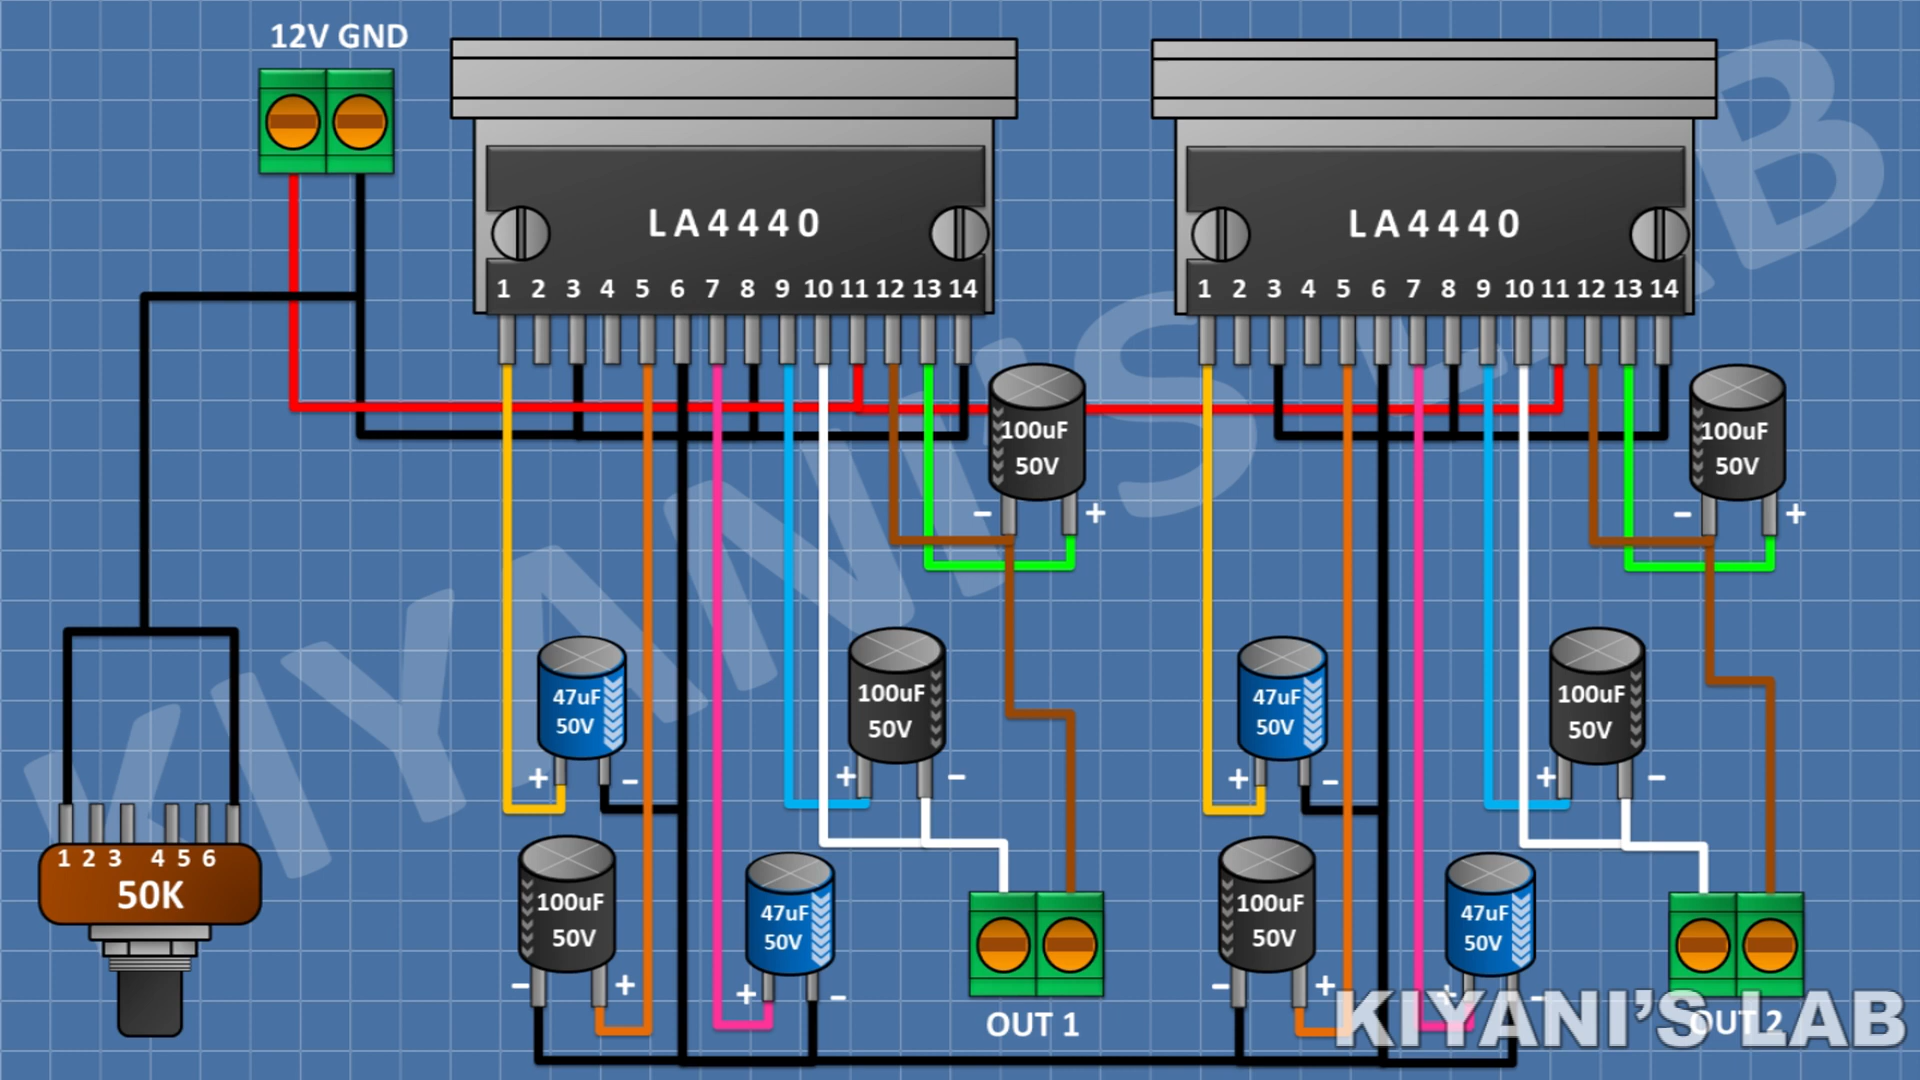 12V GND
LA4440
1 2 3 4 5 6 7 8 9 10 11 12 13 14
LA4440
1 2 3 4 5 6 7 8 9 10 11 12 13 14
100uF
50V
- +
100uF
50V
- +
47uF
50V
+ -
100uF
50V
+ -
47uF
50V
+ -
100uF
50V
+ -
1 2 3 4 5 6
50K
100uF
50V
- +
47uF
50V
+ -
OUT 1
100uF
50V
- +
47uF
50V
+ -
OUT 2
KIYANI'S LAB
KIYANI'S LAB